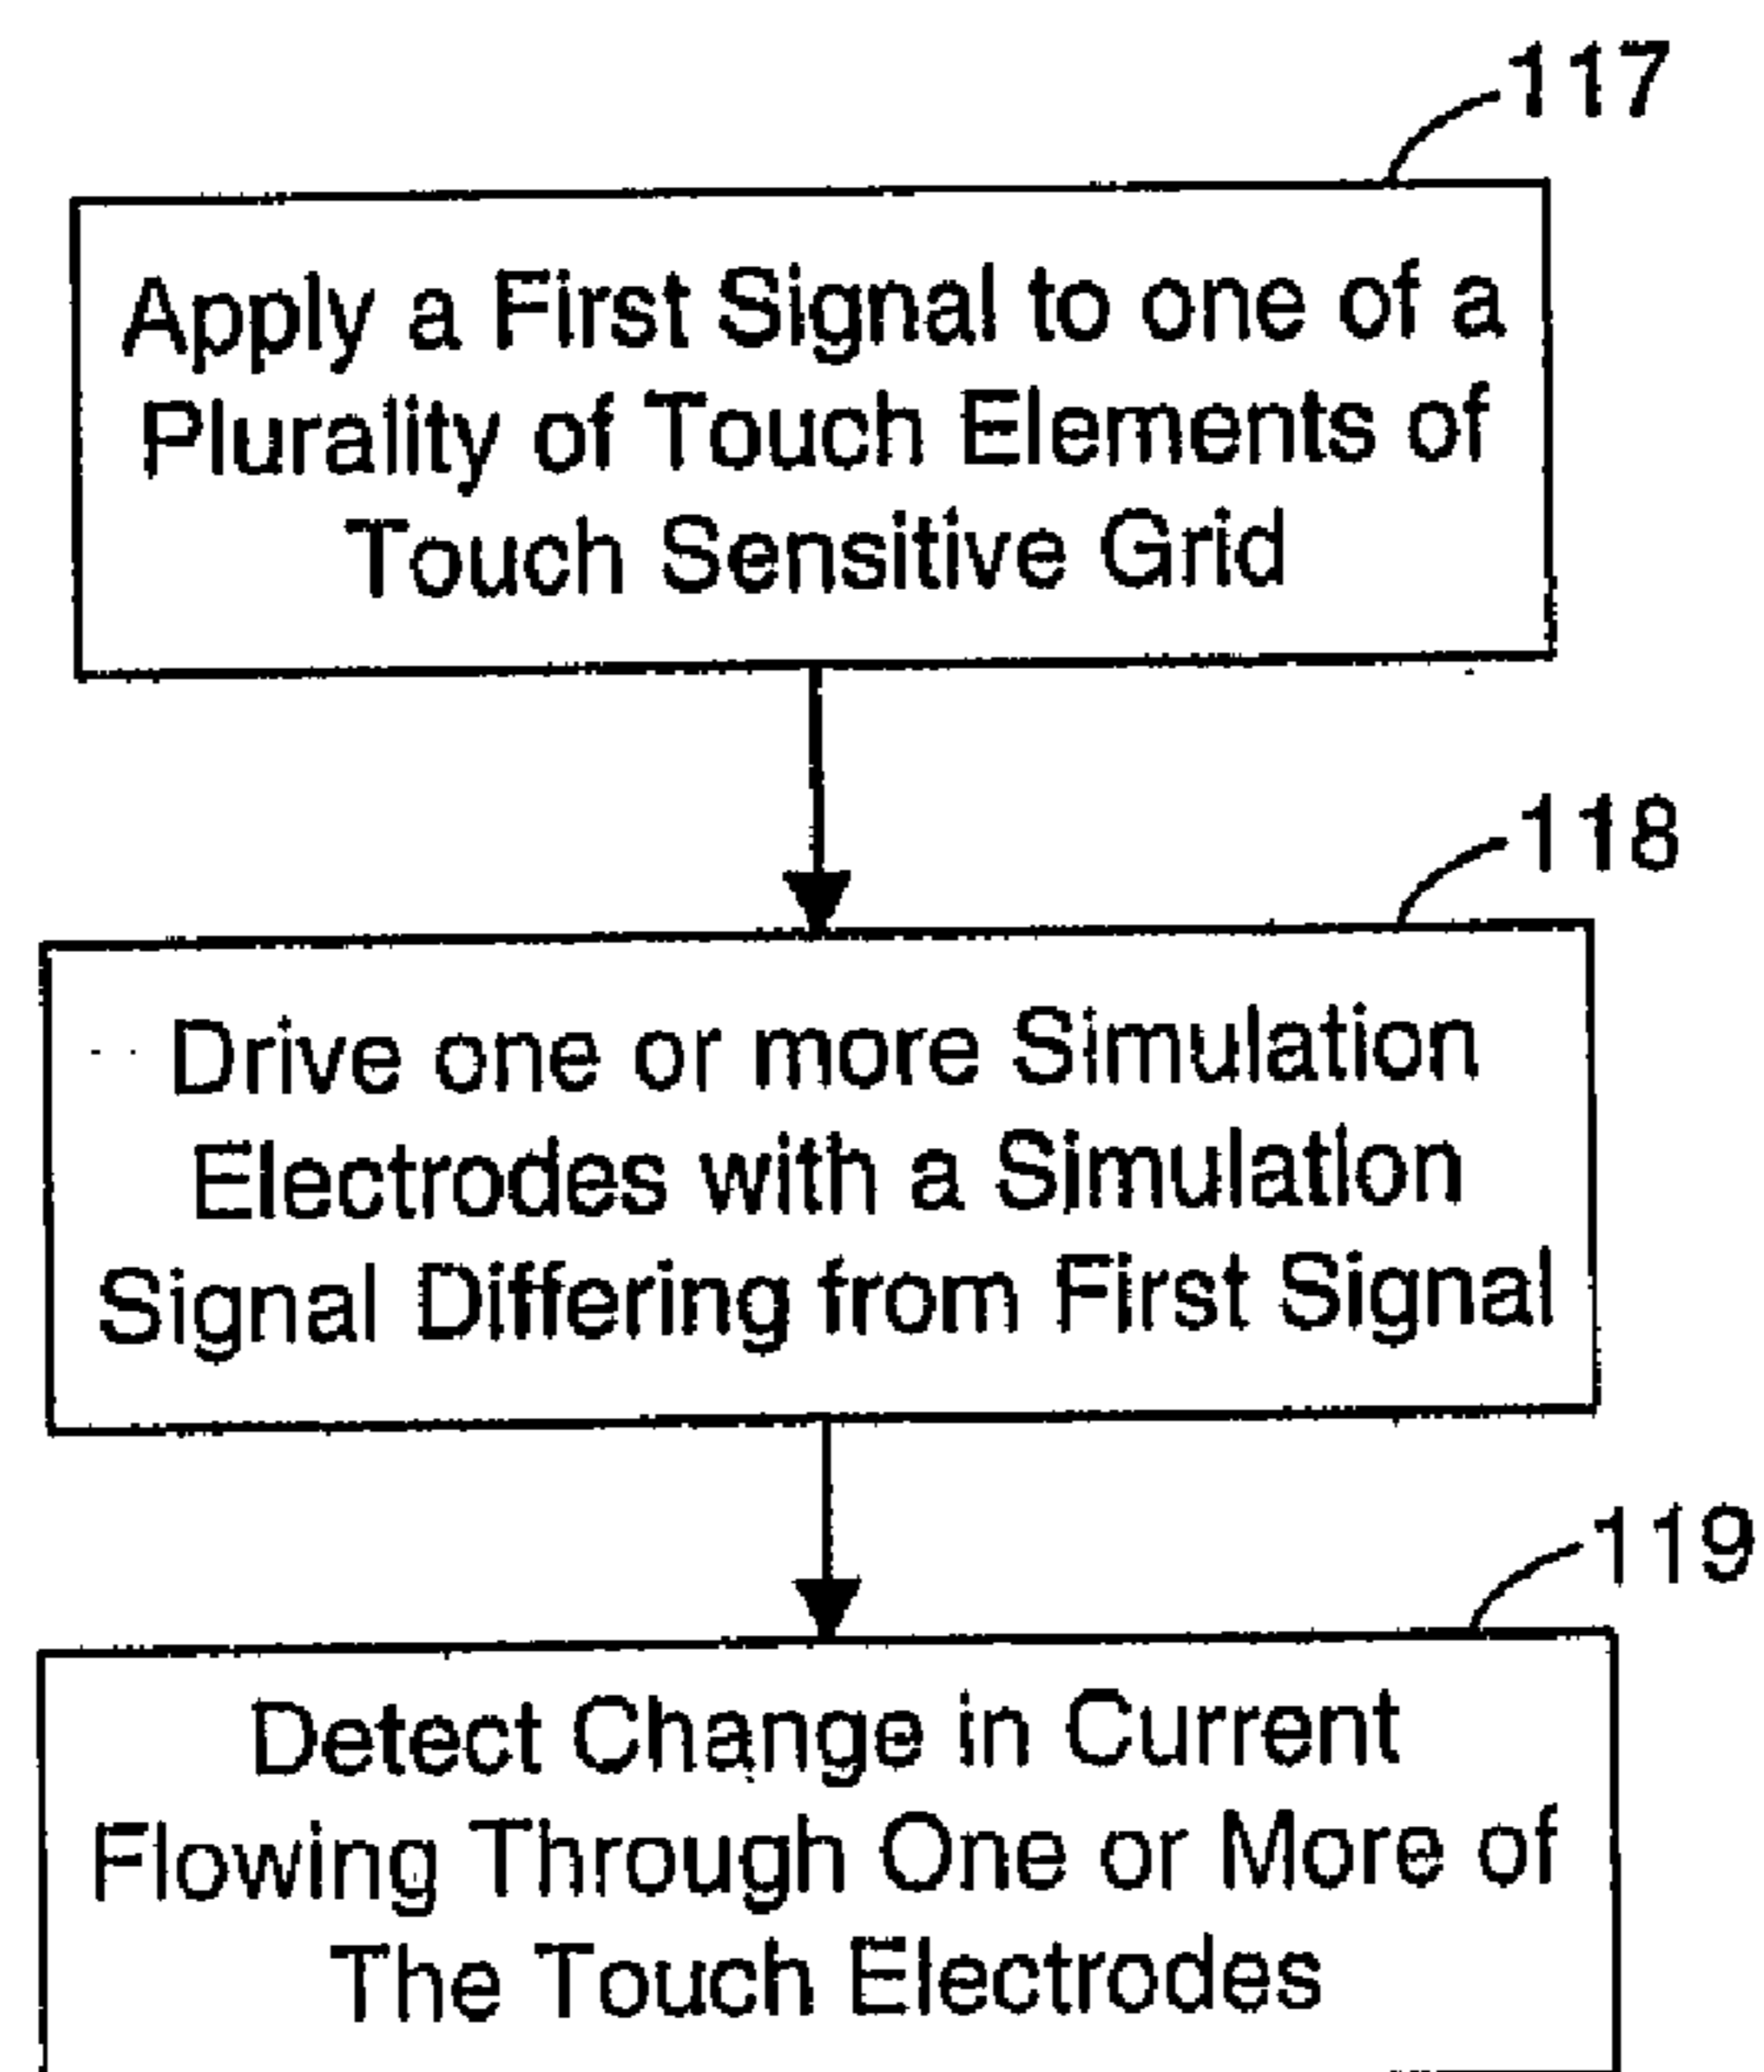 117
Apply a First Signal to one of a
Plurality of Touch Elements of
Touch Sensitive Grid
118
Drive one or more Simulation
Electrodes with a Simulation
Signal Differing from First Signal
119
Detect Change in Current
Flowing Through One or More of
The Touch Electrodes